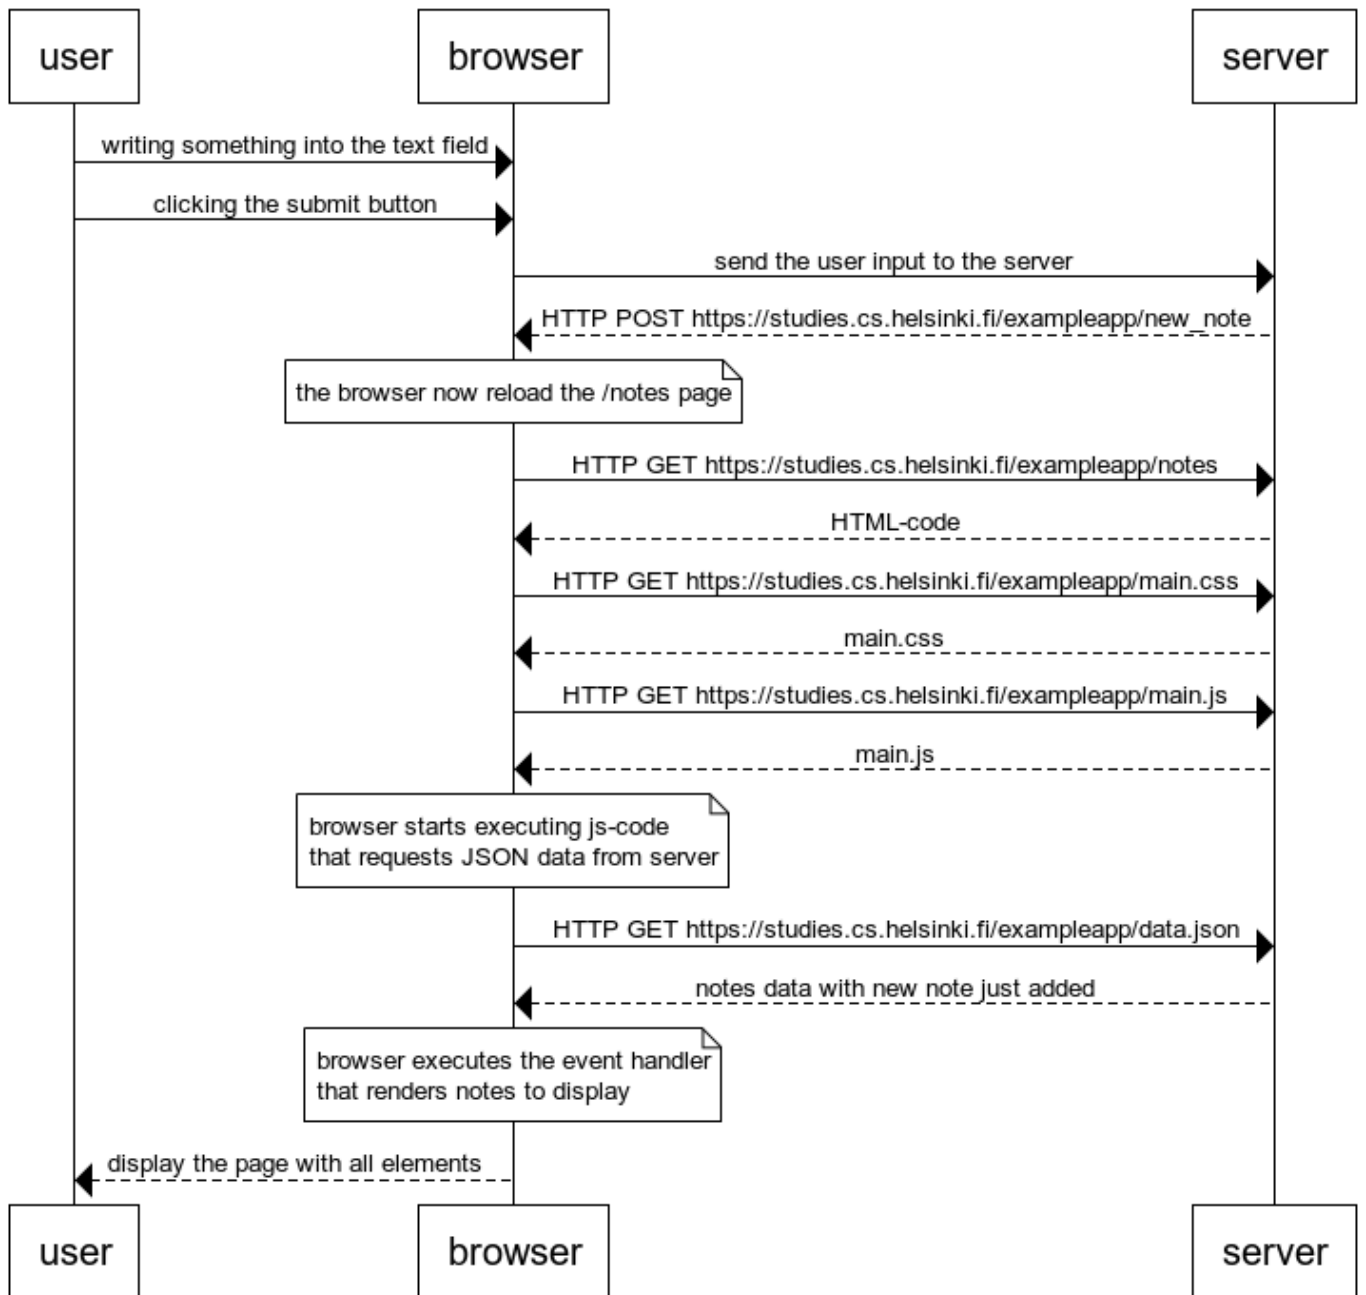 user
browser
server
writing something into the text field
clicking the submit button
send the user input to the server
HTTP POST https://studies.cs.helsinki.fi/exampleapp/new_note
the browser now reload the /notes page
HTTP GET https://studies.cs.helsinki.fi/exampleapp/notes
HTML-code
HTTP GET https://studies.cs.helsinki.fi/exampleapp/main.css
main.css
HTTP GET https://studies.cs.helsinki.fi/exampleapp/main.js
main.js
browser starts executing js-code
that requests JSON data from server
HTTP GET https://studies.cs.helsinki.fi/exampleapp/data.json
notes data with new note just added
browser executes the event handler
that renders notes to display
display the page with all elements
user
browser
server